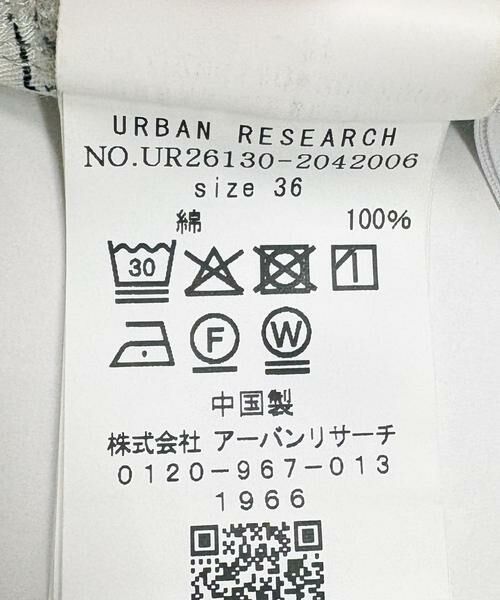 URBAN RESEARCH
NO.UR26130-2042006
size 36
綿 100%
30
F W
中国製
株式会社 アーバンリサーチ
0120-967-013
1966